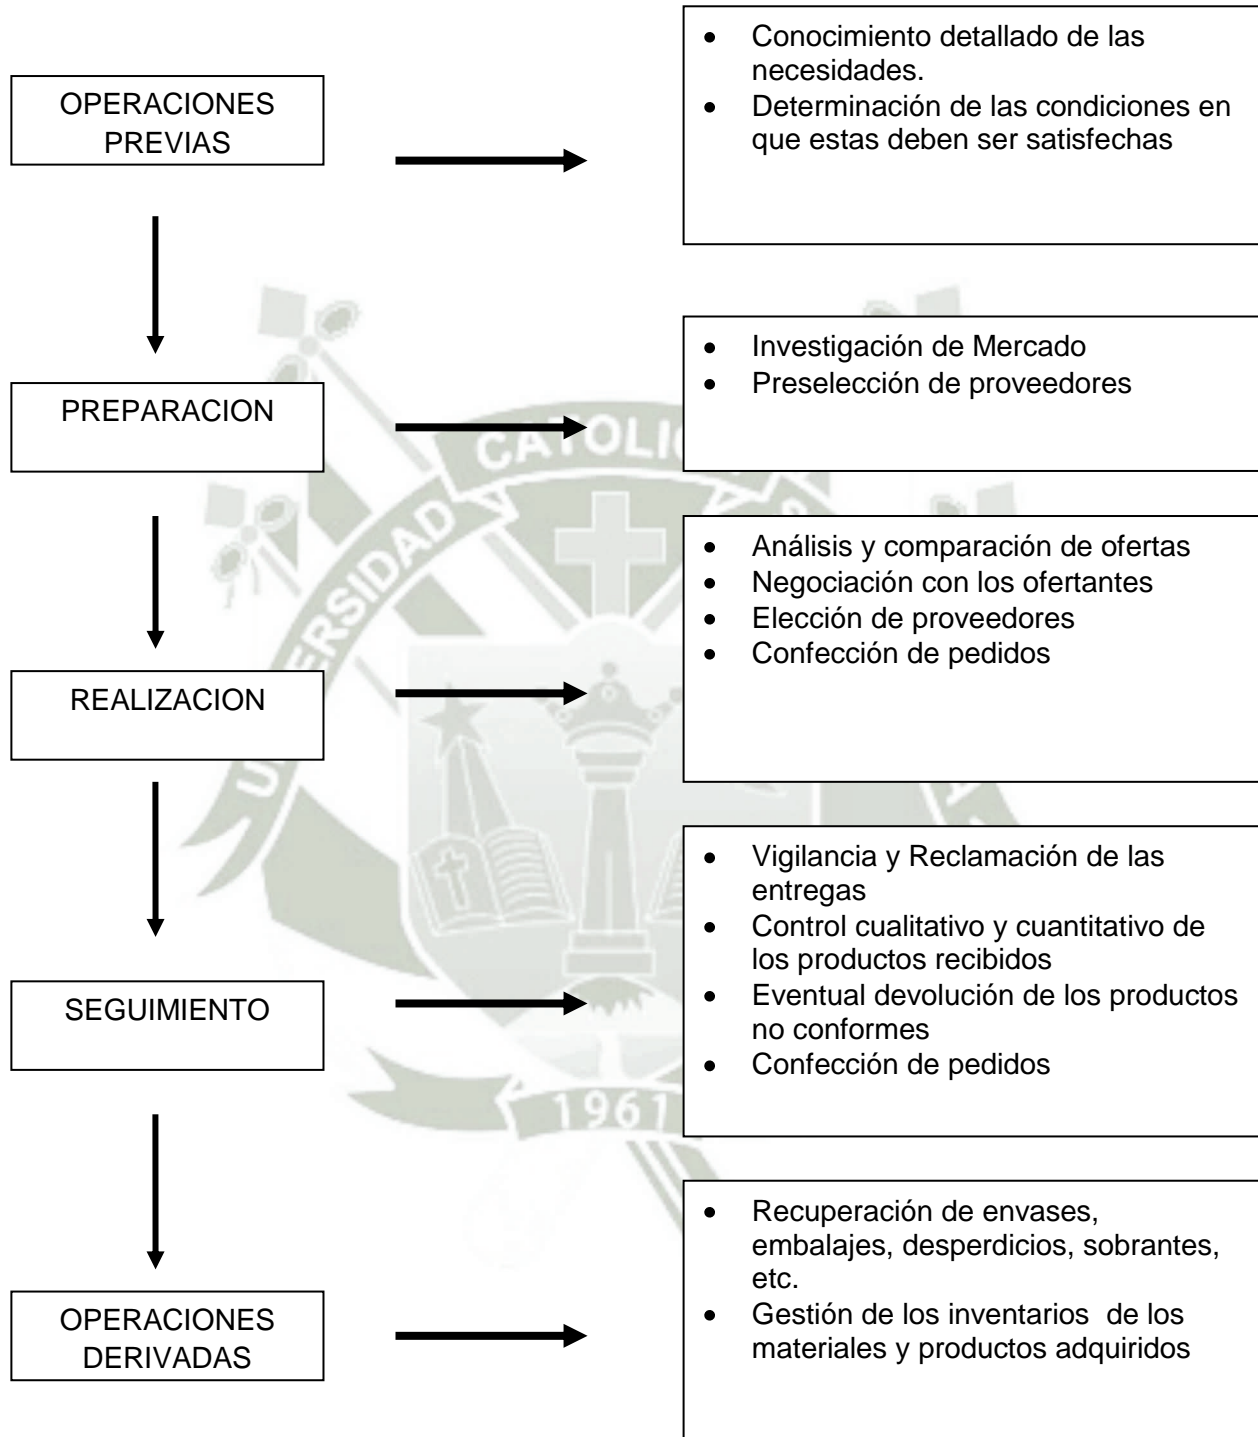 OPERACIONES
PREVIAS
• Conocimiento detallado de las
necesidades.
• Determinación de las condiciones en
que estas deben ser satisfechas
PREPARACION
• Investigación de Mercado
• Preselección de proveedores
REALIZACION
• Análisis y comparación de ofertas
• Negociación con los ofertantes
• Elección de proveedores
• Confección de pedidos
SEGUIMIENTO
• Vigilancia y Reclamación de las
entregas
• Control cualitativo y cuantitativo de
los productos recibidos
• Eventual devolución de los productos
no conformes
• Confección de pedidos
OPERACIONES
DERIVADAS
• Recuperación de envases,
embalajes, desperdicios, sobrantes,
etc.
• Gestión de los inventarios de los
materiales y productos adquiridos
UNIVERSIDAD
CATOLIC
1961